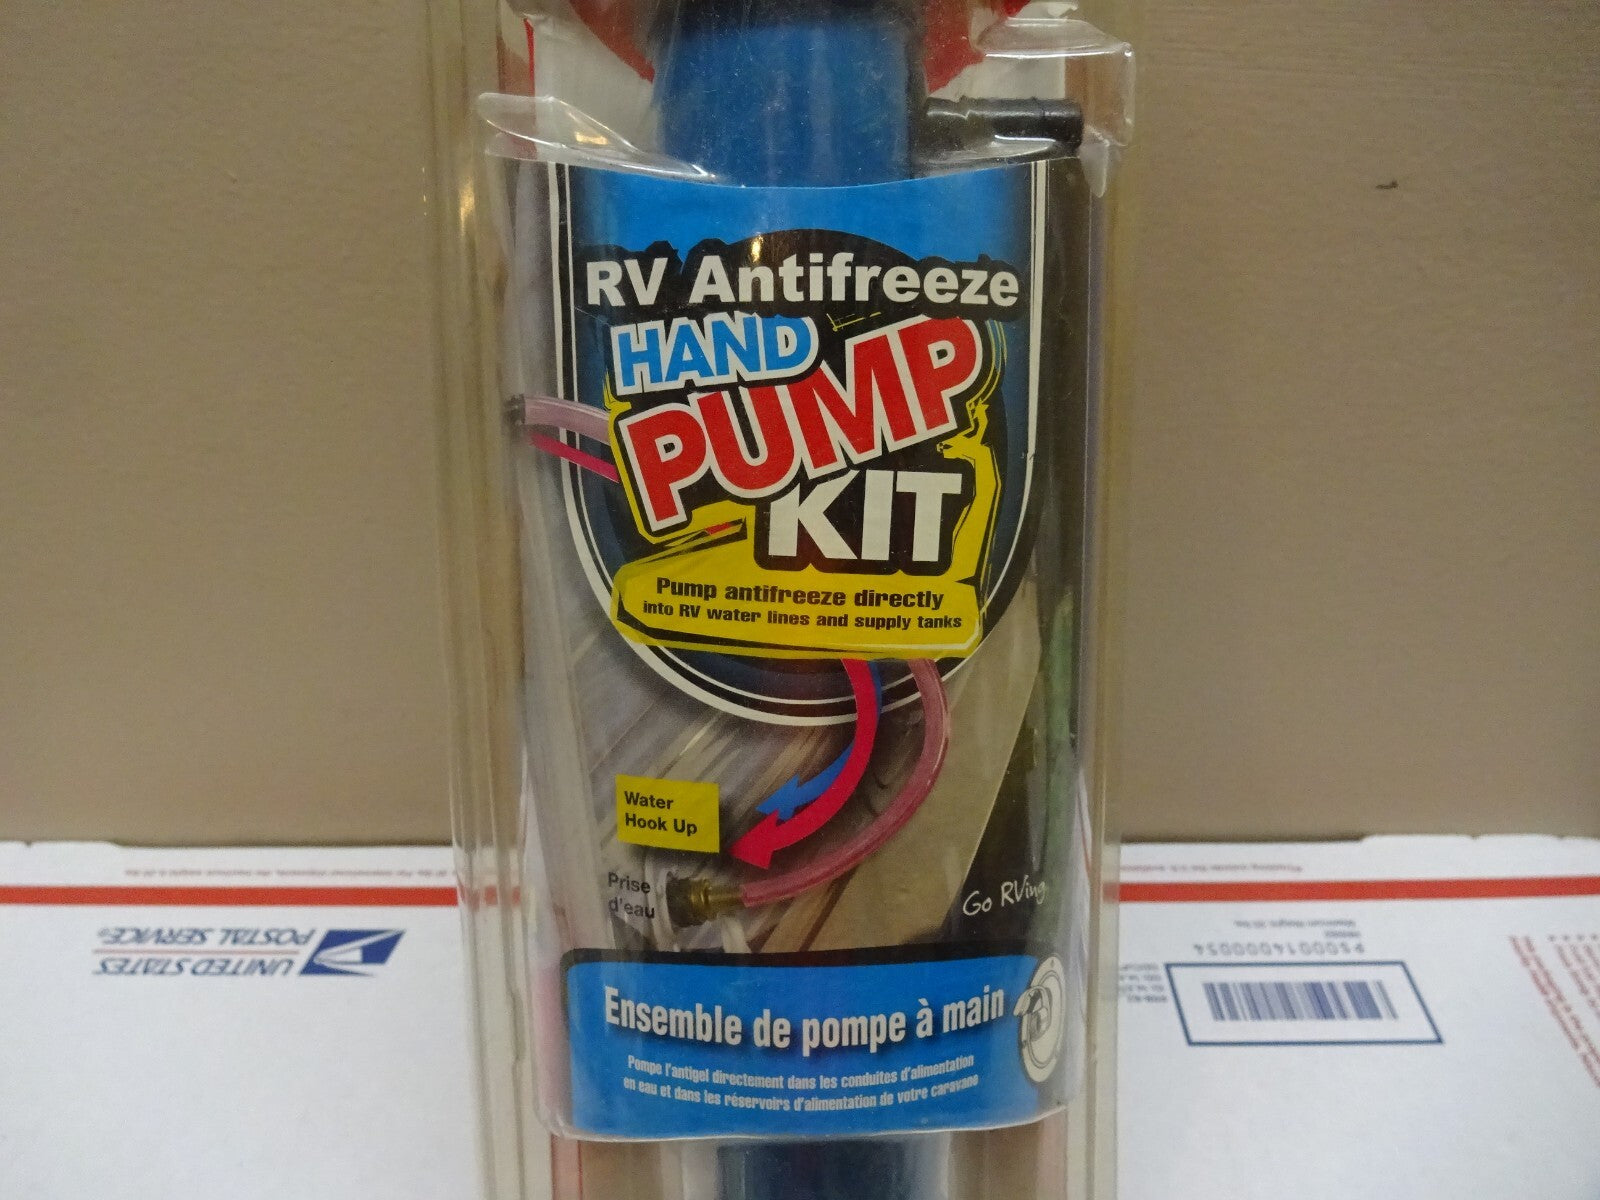 RV Antifreeze
HAND
PUMP
KIT
Pump antifreeze directly
into RV water lines and supply tanks
Water
Hook Up
Prise
d'eau
Go RVing
Ensemble de pompe à main
Pompe l'antigel directement dans les conduites d'alimentation
en eau et dans les réservoirs d'alimentation de votre caravane
UNITED STATES
POSTAL SERVICE®
PS00014000054